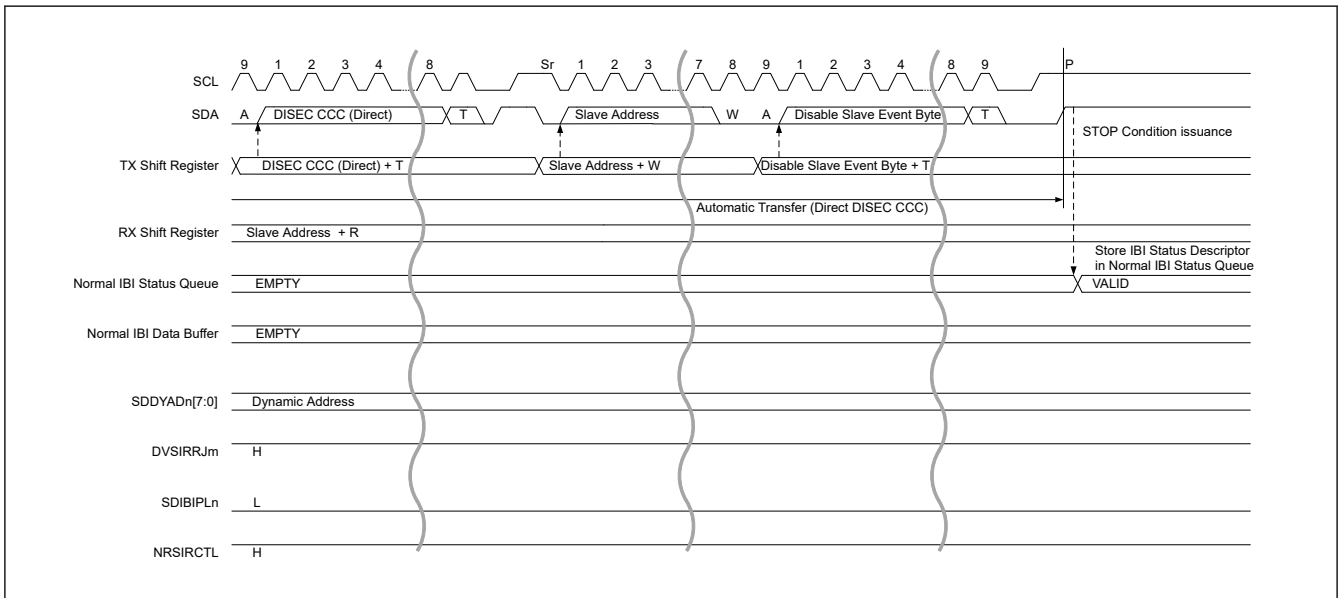 9 1 2 3 4 8 Sr 1 2 3 7 8 9 1 2 3 4 8 9 P
SCL
SDA A DISEC CCC (Direct) T Slave Address W A Disable Slave Event Byte T
STOP Condition issuance
TX Shift Register DISEC CCC (Direct) + T Slave Address + W Disable Slave Event Byte + T
Automatic Transfer (Direct DISEC CCC)
RX Shift Register Slave Address + R
Store IBI Status Descriptor
in Normal IBI Status Queue
Normal IBI Status Queue EMPTY VALID
Normal IBI Data Buffer EMPTY
SDDYADn[7:0] Dynamic Address
DVSIRRJm H
SDIBIPLn L
NRSIRCTL H